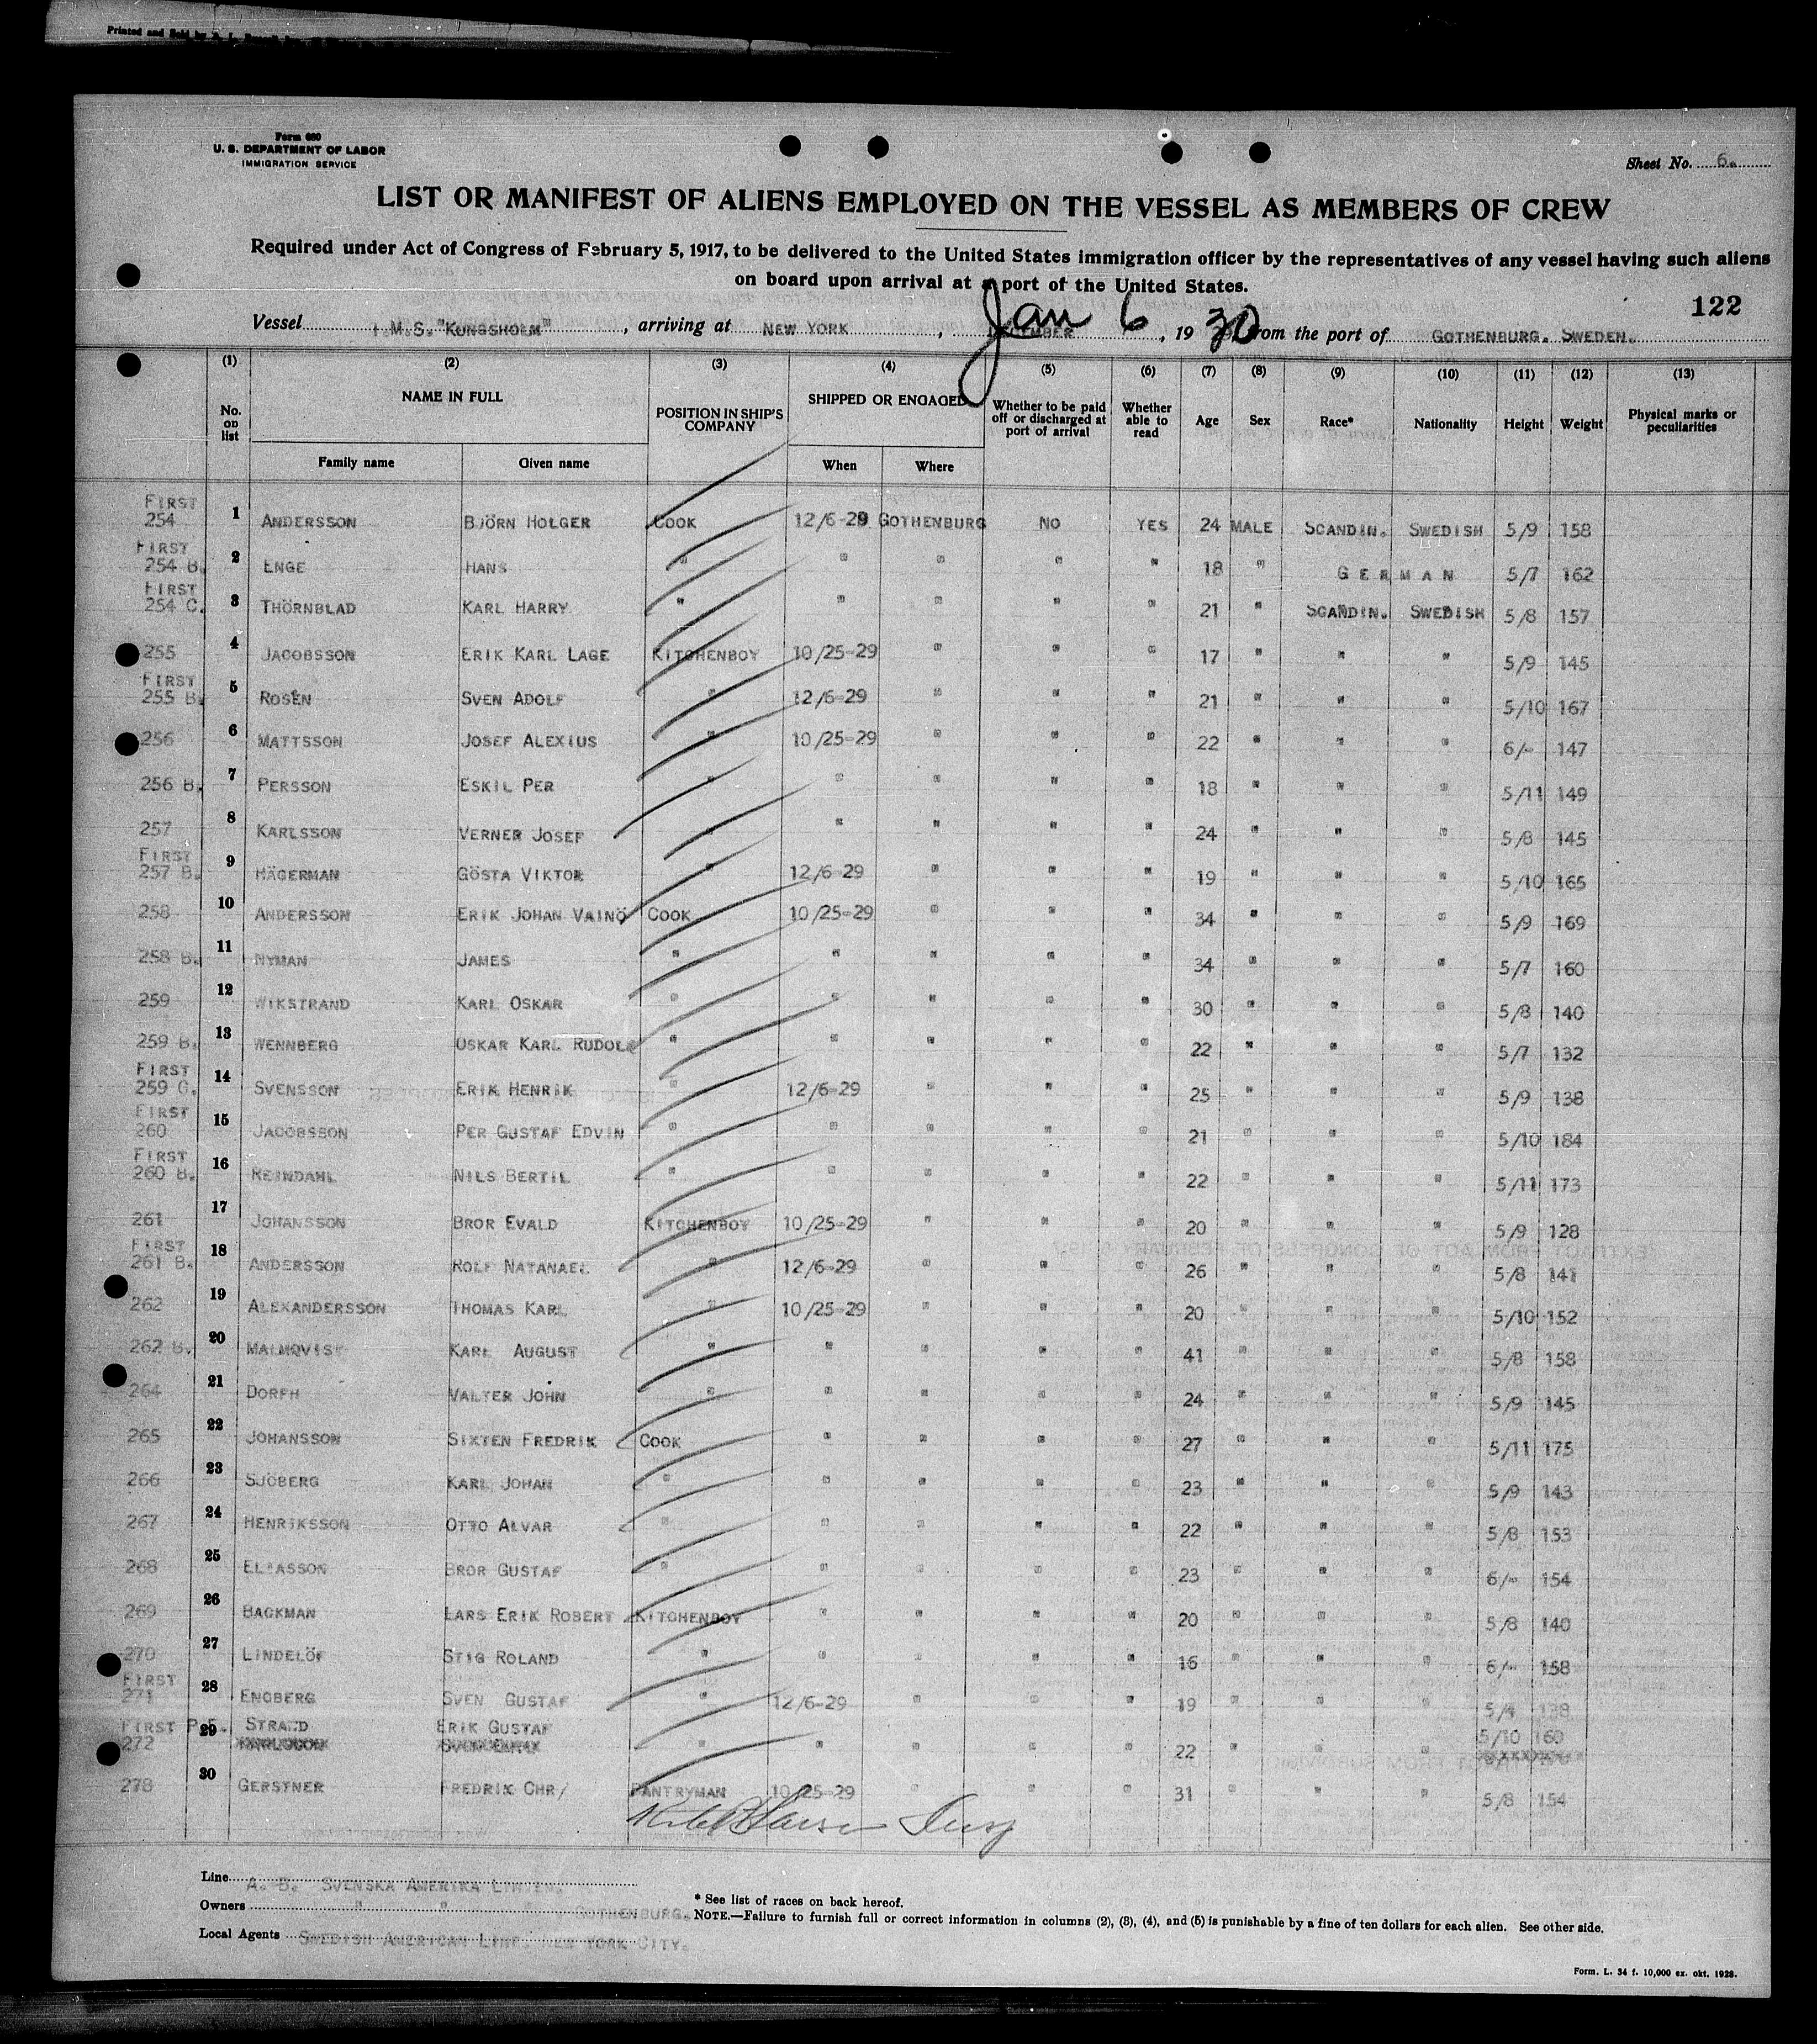 Printed and Sold by
Form 680
U. S. DEPARTMENT OF LABOR
IMMIGRATION SERVICE
Sheet No. 6.
LIST OR MANIFEST OF ALIENS EMPLOYED ON THE VESSEL AS MEMBERS OF CREW
Required under Act of Congress of February 5, 1917, to be delivered to the United States immigration officer by the representatives of any vessel having such aliens
on board upon arrival at a port of the United States.
122
Vessel M.S. "KUNGSHOLM", arriving at NEW YORK, Jan 6, 1930 from the port of GOTHENBURG. SWEDEN.
(1) (2) (3) (4) (5) (6) (7) (8) (9) (10) (11) (12) (13)
No. on list NAME IN FULL POSITION IN SHIP'S COMPANY SHIPPED OR ENGAGED Whether to be paid off or discharged at port of arrival Whether able to read Age Sex Race* Nationality Height Weight Physical marks or peculiarities
Family name Given name When Where
FIRST 254 1 ANDERSSON BJÖRN HOLGER COOK 12/6-29 GOTHENBURG NO YES 24 MALE SCANDIN. SWEDISH 5/9 158
FIRST 254 B. 2 ENGE HANS " " " " " 18 " GERMAN 5/7 162
FIRST 254 C. 3 THÖRNBLAD KARL HARRY " " " " " 21 " SCANDIN. SWEDISH 5/8 157
255 4 JACOBSSON ERIK KARL LAGE KITCHENBOY 10/25-29 " " " 17 " " " 5/9 145
FIRST 255 B. 5 ROSÉN SVEN ADOLF " 12/6-29 " " " 21 " " " 5/10 167
256 6 MATTSSON JOSEF ALEXIUS " 10/25-29 " " " 22 " " " 6/- 147
256 B. 7 PERSSON ESKIL PER " " " " " 18 " " " 5/11 149
257 8 KARLSSON VERNER JOSEF " " " " " 24 " " " 5/8 145
FIRST 257 B. 9 HÄGERMAN GÖSTA VIKTOR " 12/6-29 " " " 19 " " " 5/10 165
258 10 ANDERSSON ERIK JOHAN VAINÖ COOK 10/25-29 " " " 34 " " " 5/9 169
258 B. 11 NYMAN JAMES " " " " " 34 " " " 5/7 160
259 12 WIKSTRAND KARL OSKAR " " " " " 30 " " " 5/8 140
259 B. 13 WENNBERG OSKAR KARL RUDOLF " " " " " 22 " " " 5/7 132
FIRST 259 C. 14 SVENSSON ERIK HENRIK " 12/6-29 " " " 25 " " " 5/9 138
FIRST 260 15 JACOBSSON PER GUSTAF EDVIN " " " " " 21 " " " 5/10 184
FIRST 260 B. 16 REINDAHL NILS BERTIL " " " " " 22 " " " 5/11 173
261 17 JOHANSSON BROR EVALD KITCHENBOY 10/25-29 " " " 20 " " " 5/9 128
FIRST 261 B. 18 ANDERSSON ROLF NATANAEL " 12/6-29 " " " 26 " " " 5/8 141
262 19 ALEXANDERSSON THOMAS KARL " 10/25-29 " " " 20 " " " 5/10 152
262 B. 20 MALMQVIST KARL AUGUST " " " " " 41 " " " 5/8 158
264 21 DORFH VALTER JOHN " " " " " 24 " " " 5/9 145
265 22 JOHANSSON SIXTEN FREDRIK COOK " " " " 27 " " " 5/11 175
266 23 SJÖBERG KARL JOHAN " " " " " 23 " " " 5/9 143
267 24 HENRIKSSON OTTO ALVAR " " " " " 22 " " " 5/8 153
268 25 ELIASSON BROR GUSTAF " " " " " 23 " " " 6/- 154
269 26 BACKMAN LARS ERIK ROBERT KITCHENBOY " " " " 20 " " " 5/8 140
270 27 LINDELÖF STIG ROLAND " " " " " 16 " " " 6/- 158
FIRST 271 28 ENGBERG SVEN GUSTAF " 12/6-29 " " " 19 " " " 5/4 128
FIRST P.F. 272 29 STRAND ERIK GUSTAF " " " " " 22 " " " 5/10 160
278 30 GERSTNER FREDRIK CHR/ PANTRYMAN 10/25-29 " " " 31 " " " 5/8 154
Line A. B. SVENSKA AMERIKA LINJEN.
* See list of races on back hereof.
Owners " " " GOTHENBURG.
NOTE.—Failure to furnish full or correct information in columns (2), (3), (4), and (5) is punishable by a fine of ten dollars for each alien. See other side.
Local Agents SWEDISH AMERICAN LINE. NEW YORK CITY.
Form. L. 34 f. 10,000 ex. okt. 1928.